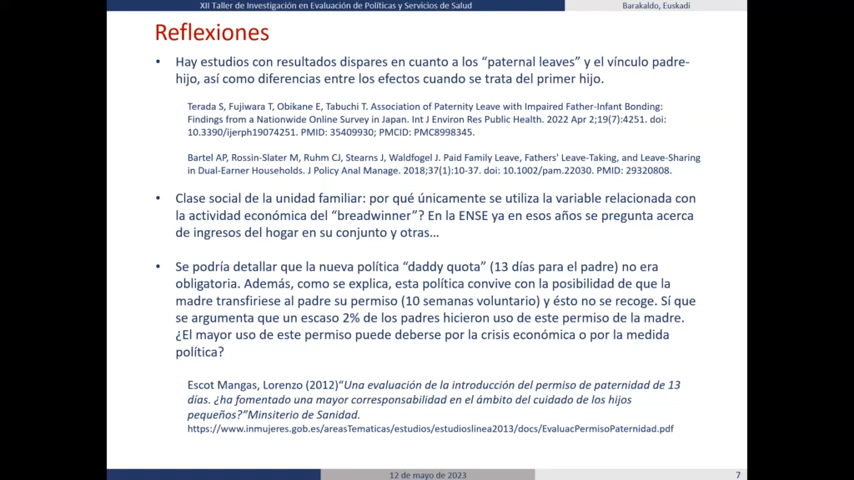 XII Taller de Investigación en Evaluación de Políticas y Servicios de Salud
Barakaldo, Euskadi
Reflexiones
• Hay estudios con resultados dispares en cuanto a los “paternal leaves” y el vínculo padre-
hijo, así como diferencias entre los efectos cuando se trata del primer hijo.
Terada S, Fujiwara T, Obikane E, Tabuchi T. Association of Paternity Leave with Impaired Father-Infant Bonding:
Findings from a Nationwide Online Survey in Japan. Int J Environ Res Public Health. 2022 Apr 2;19(7):4251. doi:
10.3390/ijerph19074251. PMID: 35409930; PMCID: PMC8998345.
Bartel AP, Rossin-Slater M, Ruhm CJ, Stearns J, Waldfogel J. Paid Family Leave, Fathers' Leave-Taking, and Leave-Sharing
in Dual-Earner Households. J Policy Anal Manage. 2018;37(1):10-37. doi: 10.1002/pam.22030. PMID: 29320808.
• Clase social de la unidad familiar: por qué únicamente se utiliza la variable relacionada con
la actividad económica del “breadwinner”? En la ENSE ya en esos años se pregunta acerca
de ingresos del hogar en su conjunto y otras…
• Se podría detallar que la nueva política “daddy quota” (13 días para el padre) no era
obligatoria. Además, como se explica, esta política convive con la posibilidad de que la
madre transfiriese al padre su permiso (10 semanas voluntario) y ésto no se recoge. Sí que
se argumenta que un escaso 2% de los padres hicieron uso de este permiso de la madre.
¿El mayor uso de este permiso puede deberse por la crisis económica o por la medida
política?
Escot Mangas, Lorenzo (2012)“Una evaluación de la introducción del permiso de paternidad de 13
días. ¿ha fomentado una mayor corresponsabilidad en el ámbito del cuidado de los hijos
pequeños?”Minsiterio de Sanidad.
https://www.inmujeres.gob.es/areasTematicas/estudios/estudioslinea2013/docs/EvaluacPermisoPaternidad.pdf
12 de mayo de 2023
7